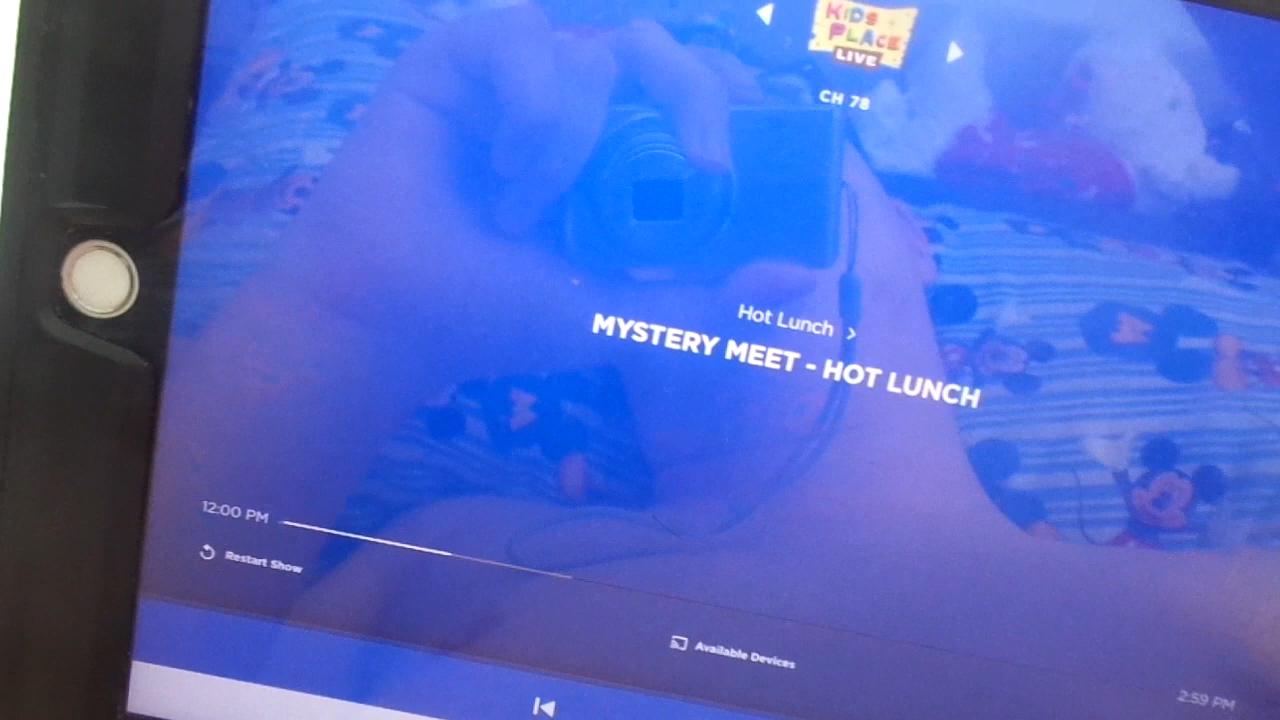 KIDS
PLACE
LIVE
CH 78
Hot Lunch
MYSTERY MEET - HOT LUNCH
12:00 PM
Restart Show
Available Devices
2:59 PM